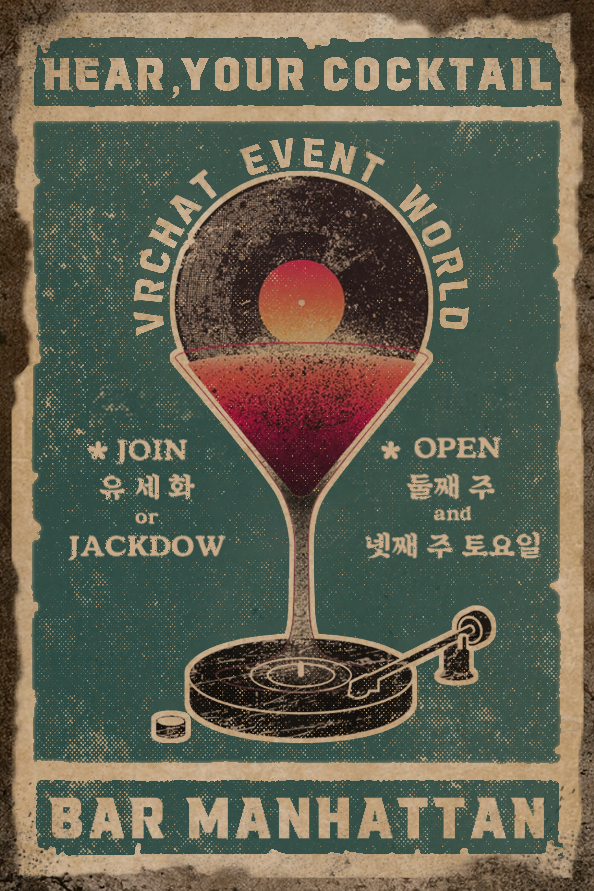 HEAR,YOUR COCKTAIL
VRCHAT EVENT WORLD
* JOIN
유세화
or
JACKDOW
* OPEN
둘째 주
and
넷째 주 토요일
BAR MANHATTAN